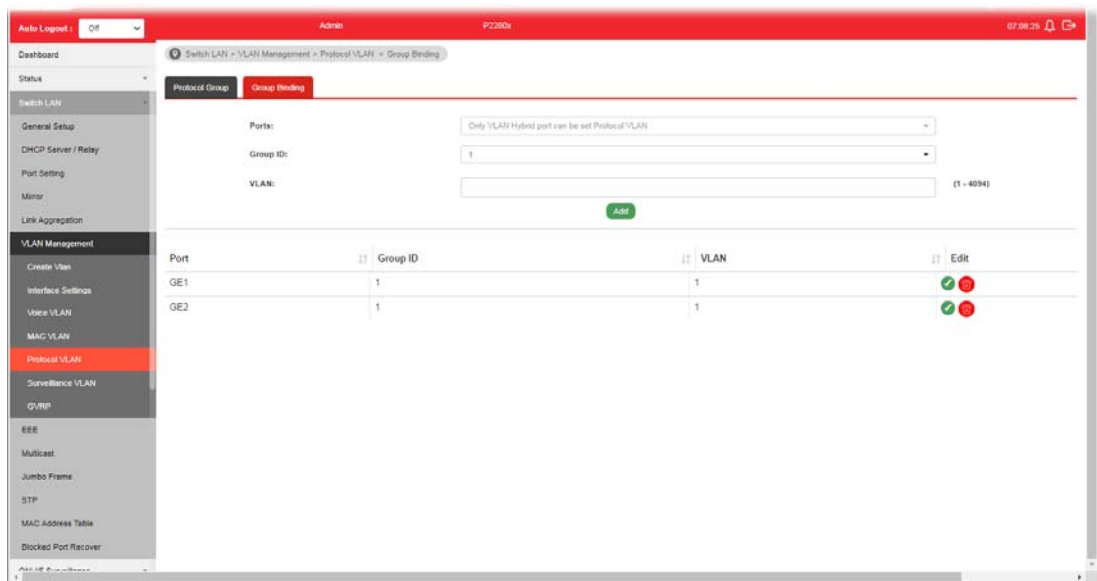 Auto Logout : Off Admin P2280x 07:08:25
Dashboard
Status
Switch LAN
General Setup
DHCP Server / Relay
Port Setting
Mirror
Link Aggregation
VLAN Management
Create Vlan
Interface Settings
Voice VLAN
MAC VLAN
Protocol VLAN
Surveillance VLAN
GVRP
EEE
Multicast
Jumbo Frame
STP
MAC Address Table
Blocked Port Recover
Switch LAN > VLAN Management > Protocol VLAN > Group Binding
Protocol Group Group Binding
Ports: Only VLAN Hybrid port can be set Protocol VLAN
Group ID: 1
VLAN: (1 - 4094)
Add
Port Group ID VLAN Edit
GE1 1 1
GE2 1 1